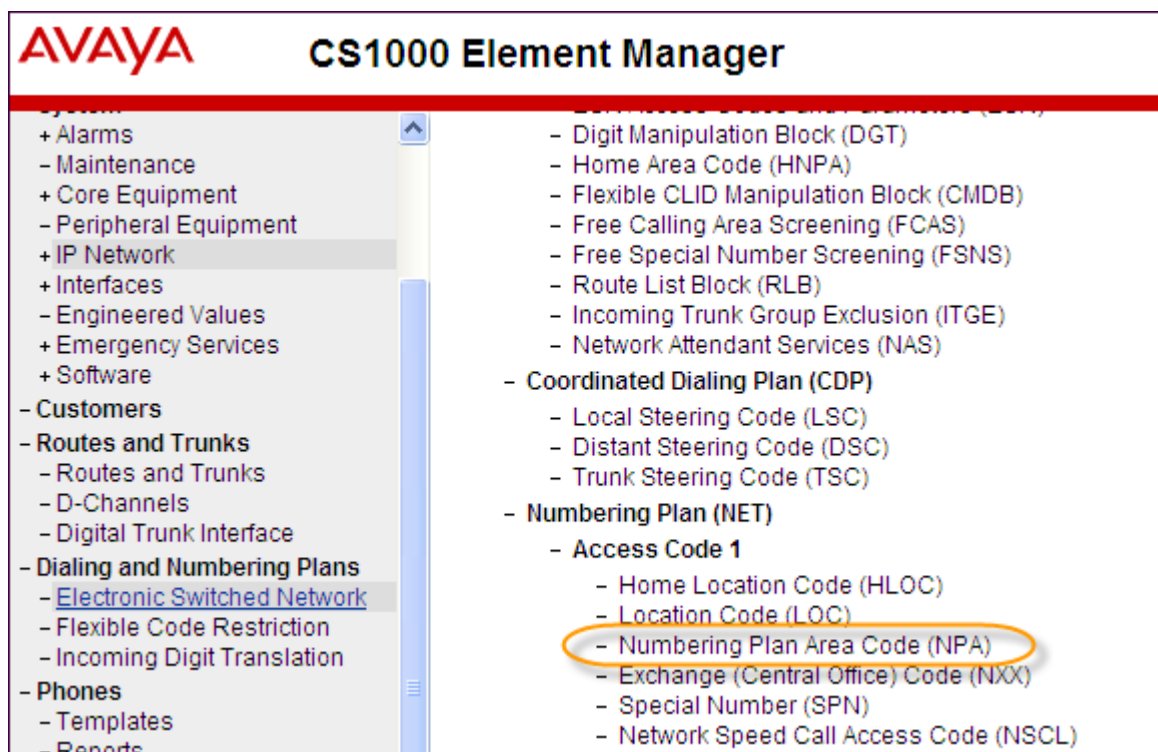 AVAYA CS1000 Element Manager
+ Alarms
– Maintenance
+ Core Equipment
– Peripheral Equipment
+ IP Network
+ Interfaces
– Engineered Values
+ Emergency Services
+ Software
– Customers
– Routes and Trunks
– Routes and Trunks
– D-Channels
– Digital Trunk Interface
– Dialing and Numbering Plans
– Electronic Switched Network
– Flexible Code Restriction
– Incoming Digit Translation
– Phones
– Templates
– Reports
– Digit Manipulation Block (DGT)
– Home Area Code (HNPA)
– Flexible CLID Manipulation Block (CMDB)
– Free Calling Area Screening (FCAS)
– Free Special Number Screening (FSNS)
– Route List Block (RLB)
– Incoming Trunk Group Exclusion (ITGE)
– Network Attendant Services (NAS)
– Coordinated Dialing Plan (CDP)
– Local Steering Code (LSC)
– Distant Steering Code (DSC)
– Trunk Steering Code (TSC)
– Numbering Plan (NET)
– Access Code 1
– Home Location Code (HLOC)
– Location Code (LOC)
– Numbering Plan Area Code (NPA)
– Exchange (Central Office) Code (NXX)
– Special Number (SPN)
– Network Speed Call Access Code (NSCL)